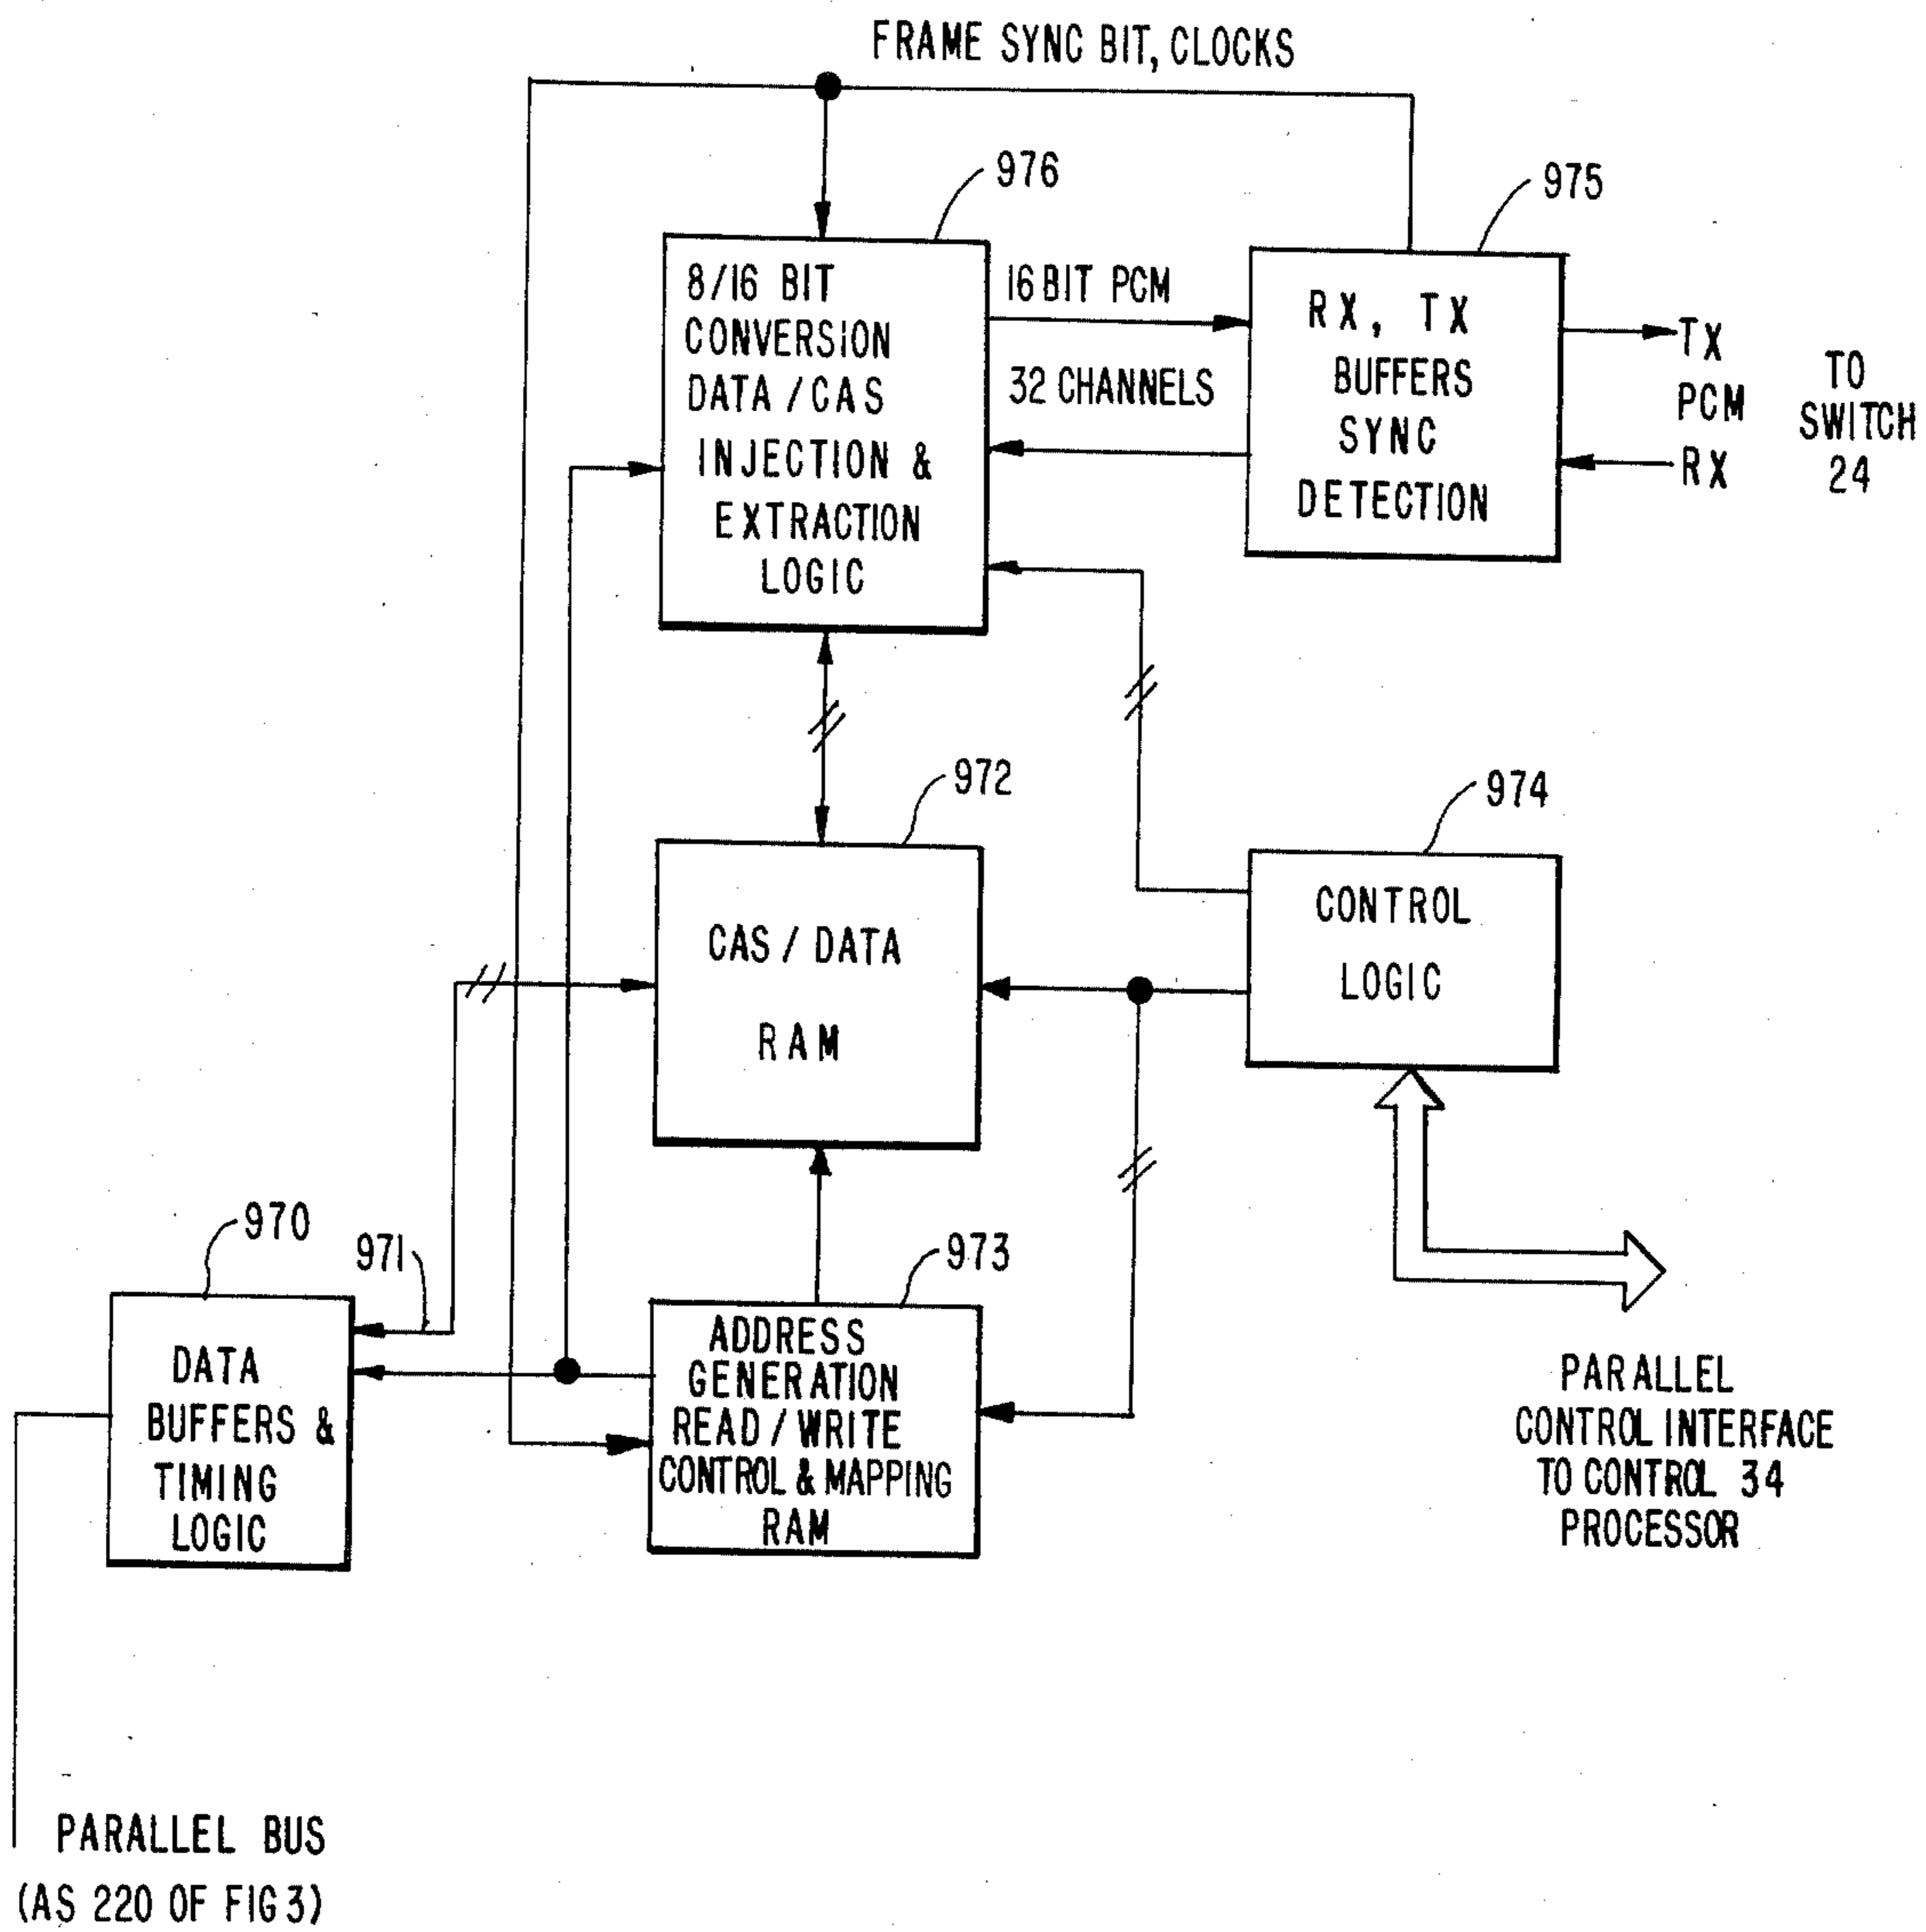 FRAME SYNC BIT, CLOCKS
976
975
8/16 BIT
CONVERSION
DATA/CAS
INJECTION &
EXTRACTION
LOGIC
16 BIT PCM
32 CHANNELS
RX, TX
BUFFERS
SYNC
DETECTION
TX
PCM
RX
TO
SWITCH
24
972
974
CAS/DATA
RAM
CONTROL
LOGIC
970
971
973
DATA
BUFFERS &
TIMING
LOGIC
ADDRESS
GENERATION
READ/WRITE
CONTROL & MAPPING
RAM
PARALLEL
CONTROL INTERFACE
TO CONTROL 34
PROCESSOR
PARALLEL BUS
(AS 220 OF FIG 3)